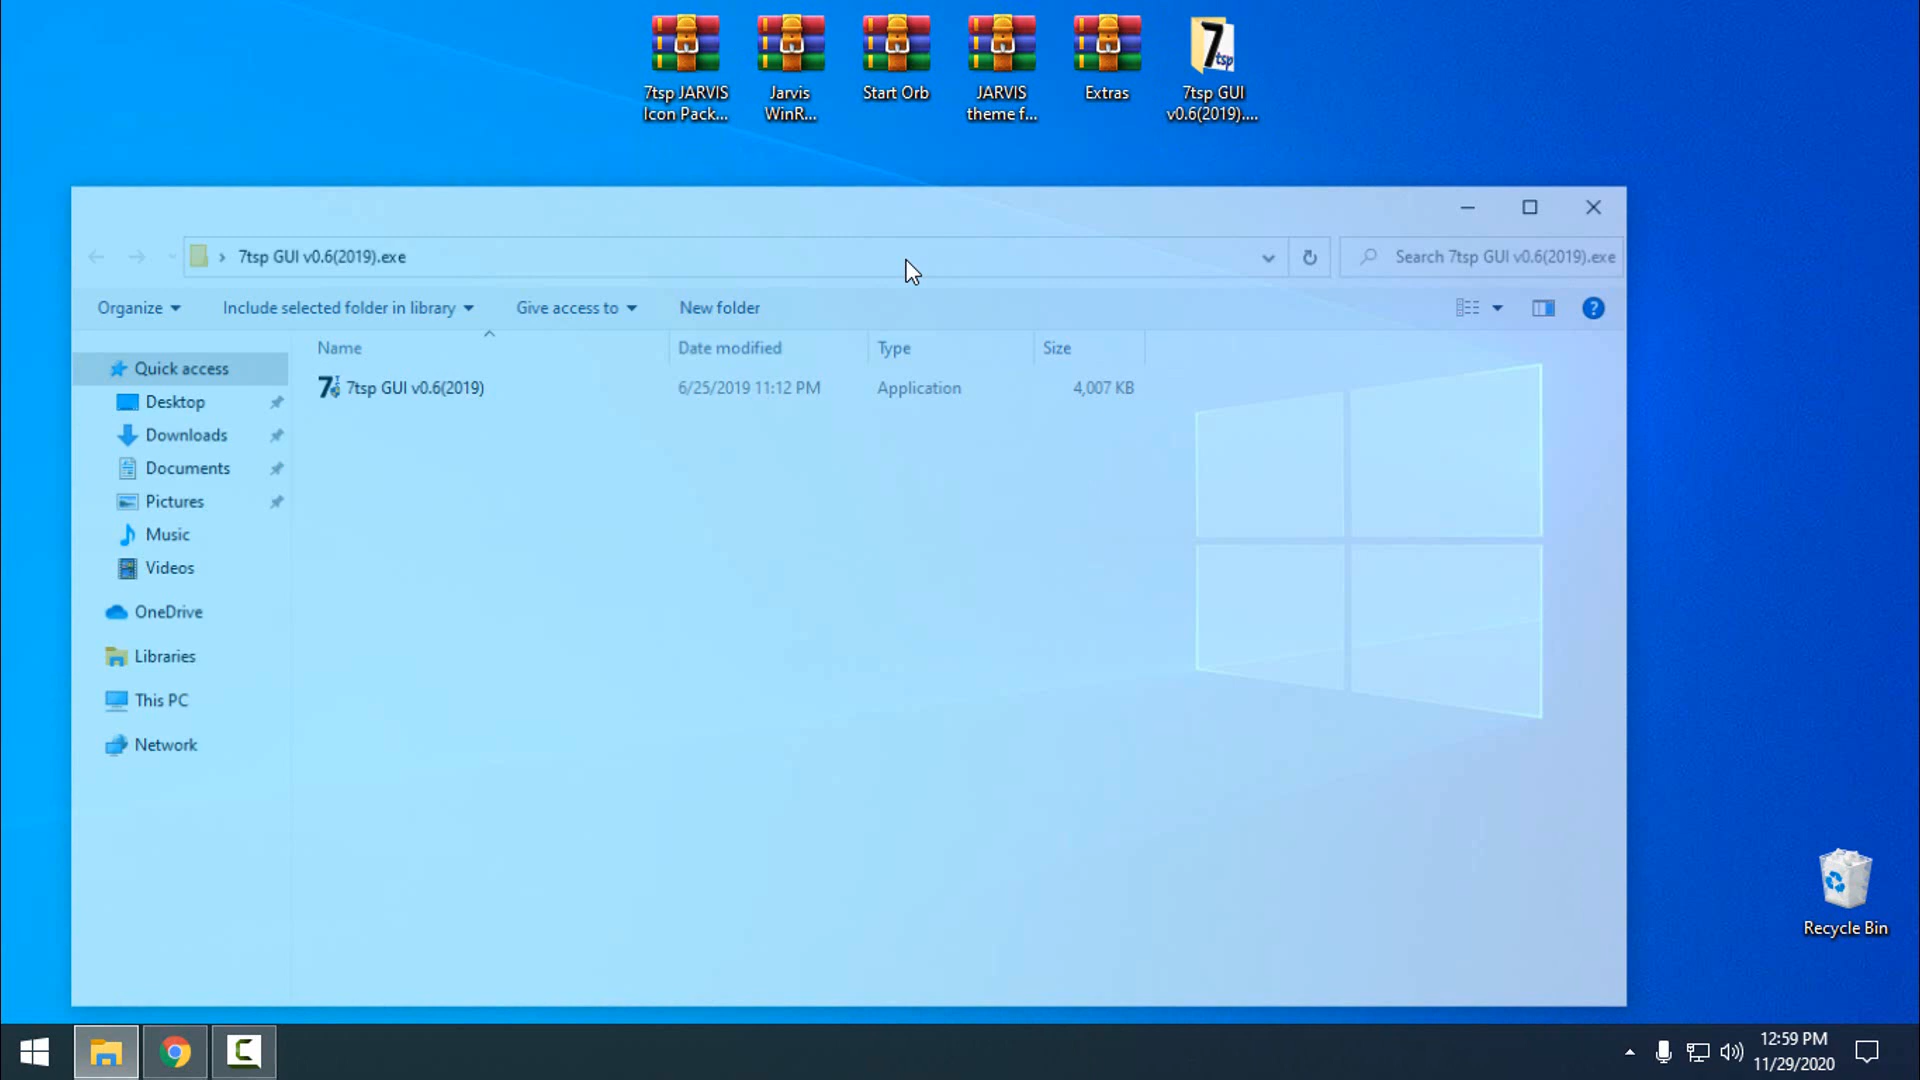 7tsp JARVIS
Icon Pack...
Jarvis
WinR...
Start Orb
JARVIS
theme f...
Extras
7
tsp
7tsp GUI
v0.6(2019)....
7tsp GUI v0.6(2019).exe
Search 7tsp GUI v0.6(2019).exe
Organize
Include selected folder in library
Give access to
New folder
?
Name
Date modified
Type
Size
7tsp GUI v0.6(2019)
6/25/2019 11:12 PM
Application
4,007 KB
Quick access
Desktop
Downloads
Documents
Pictures
Music
Videos
OneDrive
Libraries
This PC
Network
Recycle Bin
C
12:59 PM
11/29/2020